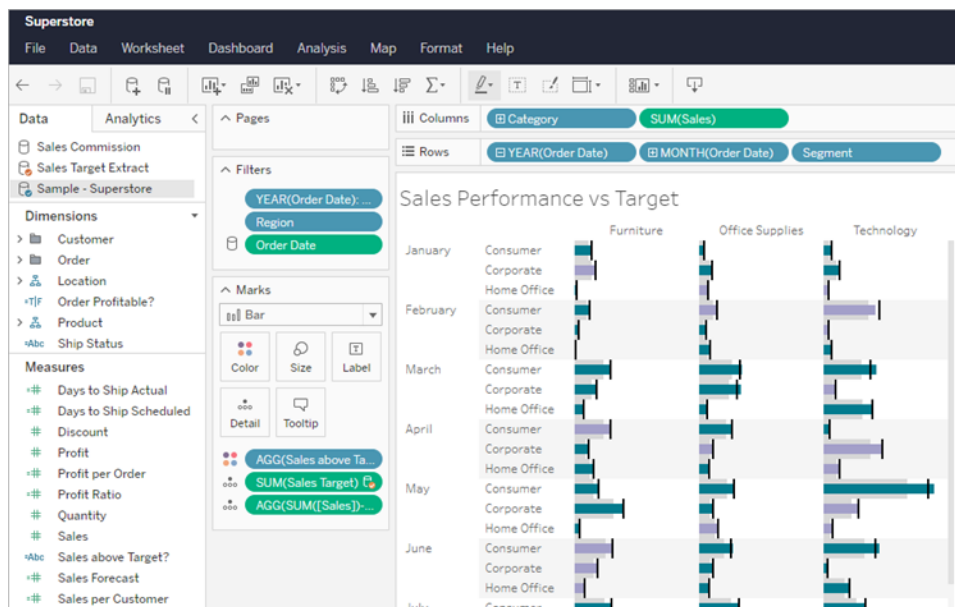 Superstore
File Data Worksheet Dashboard Analysis Map Format Help
Data Analytics
Sales Commission
Sales Target Extract
Sample - Superstore
Dimensions
Customer
Order
Location
T|F Order Profitable?
Product
Abc Ship Status
Measures
Days to Ship Actual
Days to Ship Scheduled
Discount
Profit
Profit per Order
Profit Ratio
Quantity
Sales
Abc Sales above Target?
Sales Forecast
Sales per Customer
Pages
Filters
YEAR(Order Date): ...
Region
Order Date
Marks
Bar
Color Size Label
Detail Tooltip
AGG(Sales above Ta...
SUM(Sales Target)
AGG(SUM([Sales])-...
Columns Category SUM(Sales)
Rows YEAR(Order Date) MONTH(Order Date) Segment
Sales Performance vs Target
Furniture Office Supplies Technology
January Consumer
Corporate
Home Office
February Consumer
Corporate
Home Office
March Consumer
Corporate
Home Office
April Consumer
Corporate
Home Office
May Consumer
Corporate
Home Office
June Consumer
Corporate
Home Office